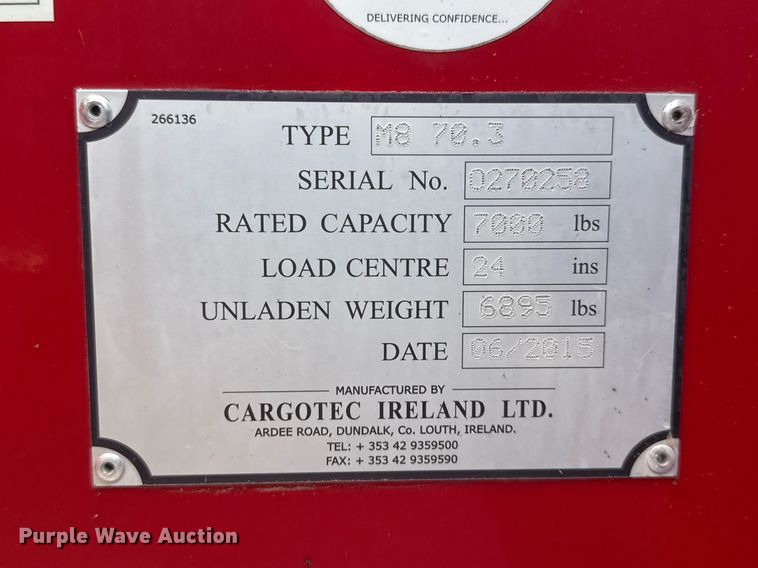 DELIVERING CONFIDENCE...
266136
TYPE M8 70.3
SERIAL No. 0270258
RATED CAPACITY 7000 lbs
LOAD CENTRE 24 ins
UNLADEN WEIGHT 6895 lbs
DATE 06/2015
MANUFACTURED BY
CARGOTEC IRELAND LTD.
ARDEE ROAD, DUNDALK, Co. LOUTH, IRELAND.
TEL: + 353 42 9359500
FAX: + 353 42 9359590
Purple Wave Auction